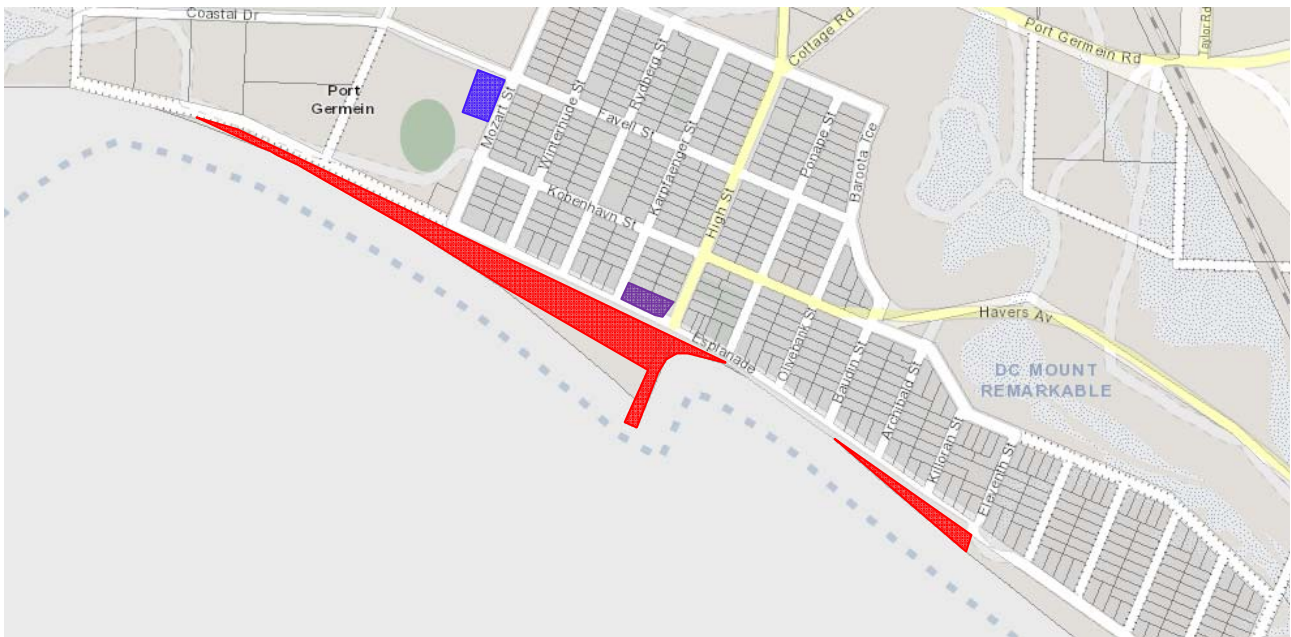 Coastal Dr
Cottage Rd
Port Germein Rd
Taylor Rd
Port
Germein
Mozart St
Winterhude St
Rydberg St
Favell St
Karpfaenger St
Ponape St
Baroota Tce
Kobenhavn St
High St
Esplanade
Olivebank St
Baudin St
Archibald St
Killoran St
Eleventh St
Havers Av
DC MOUNT
REMARKABLE